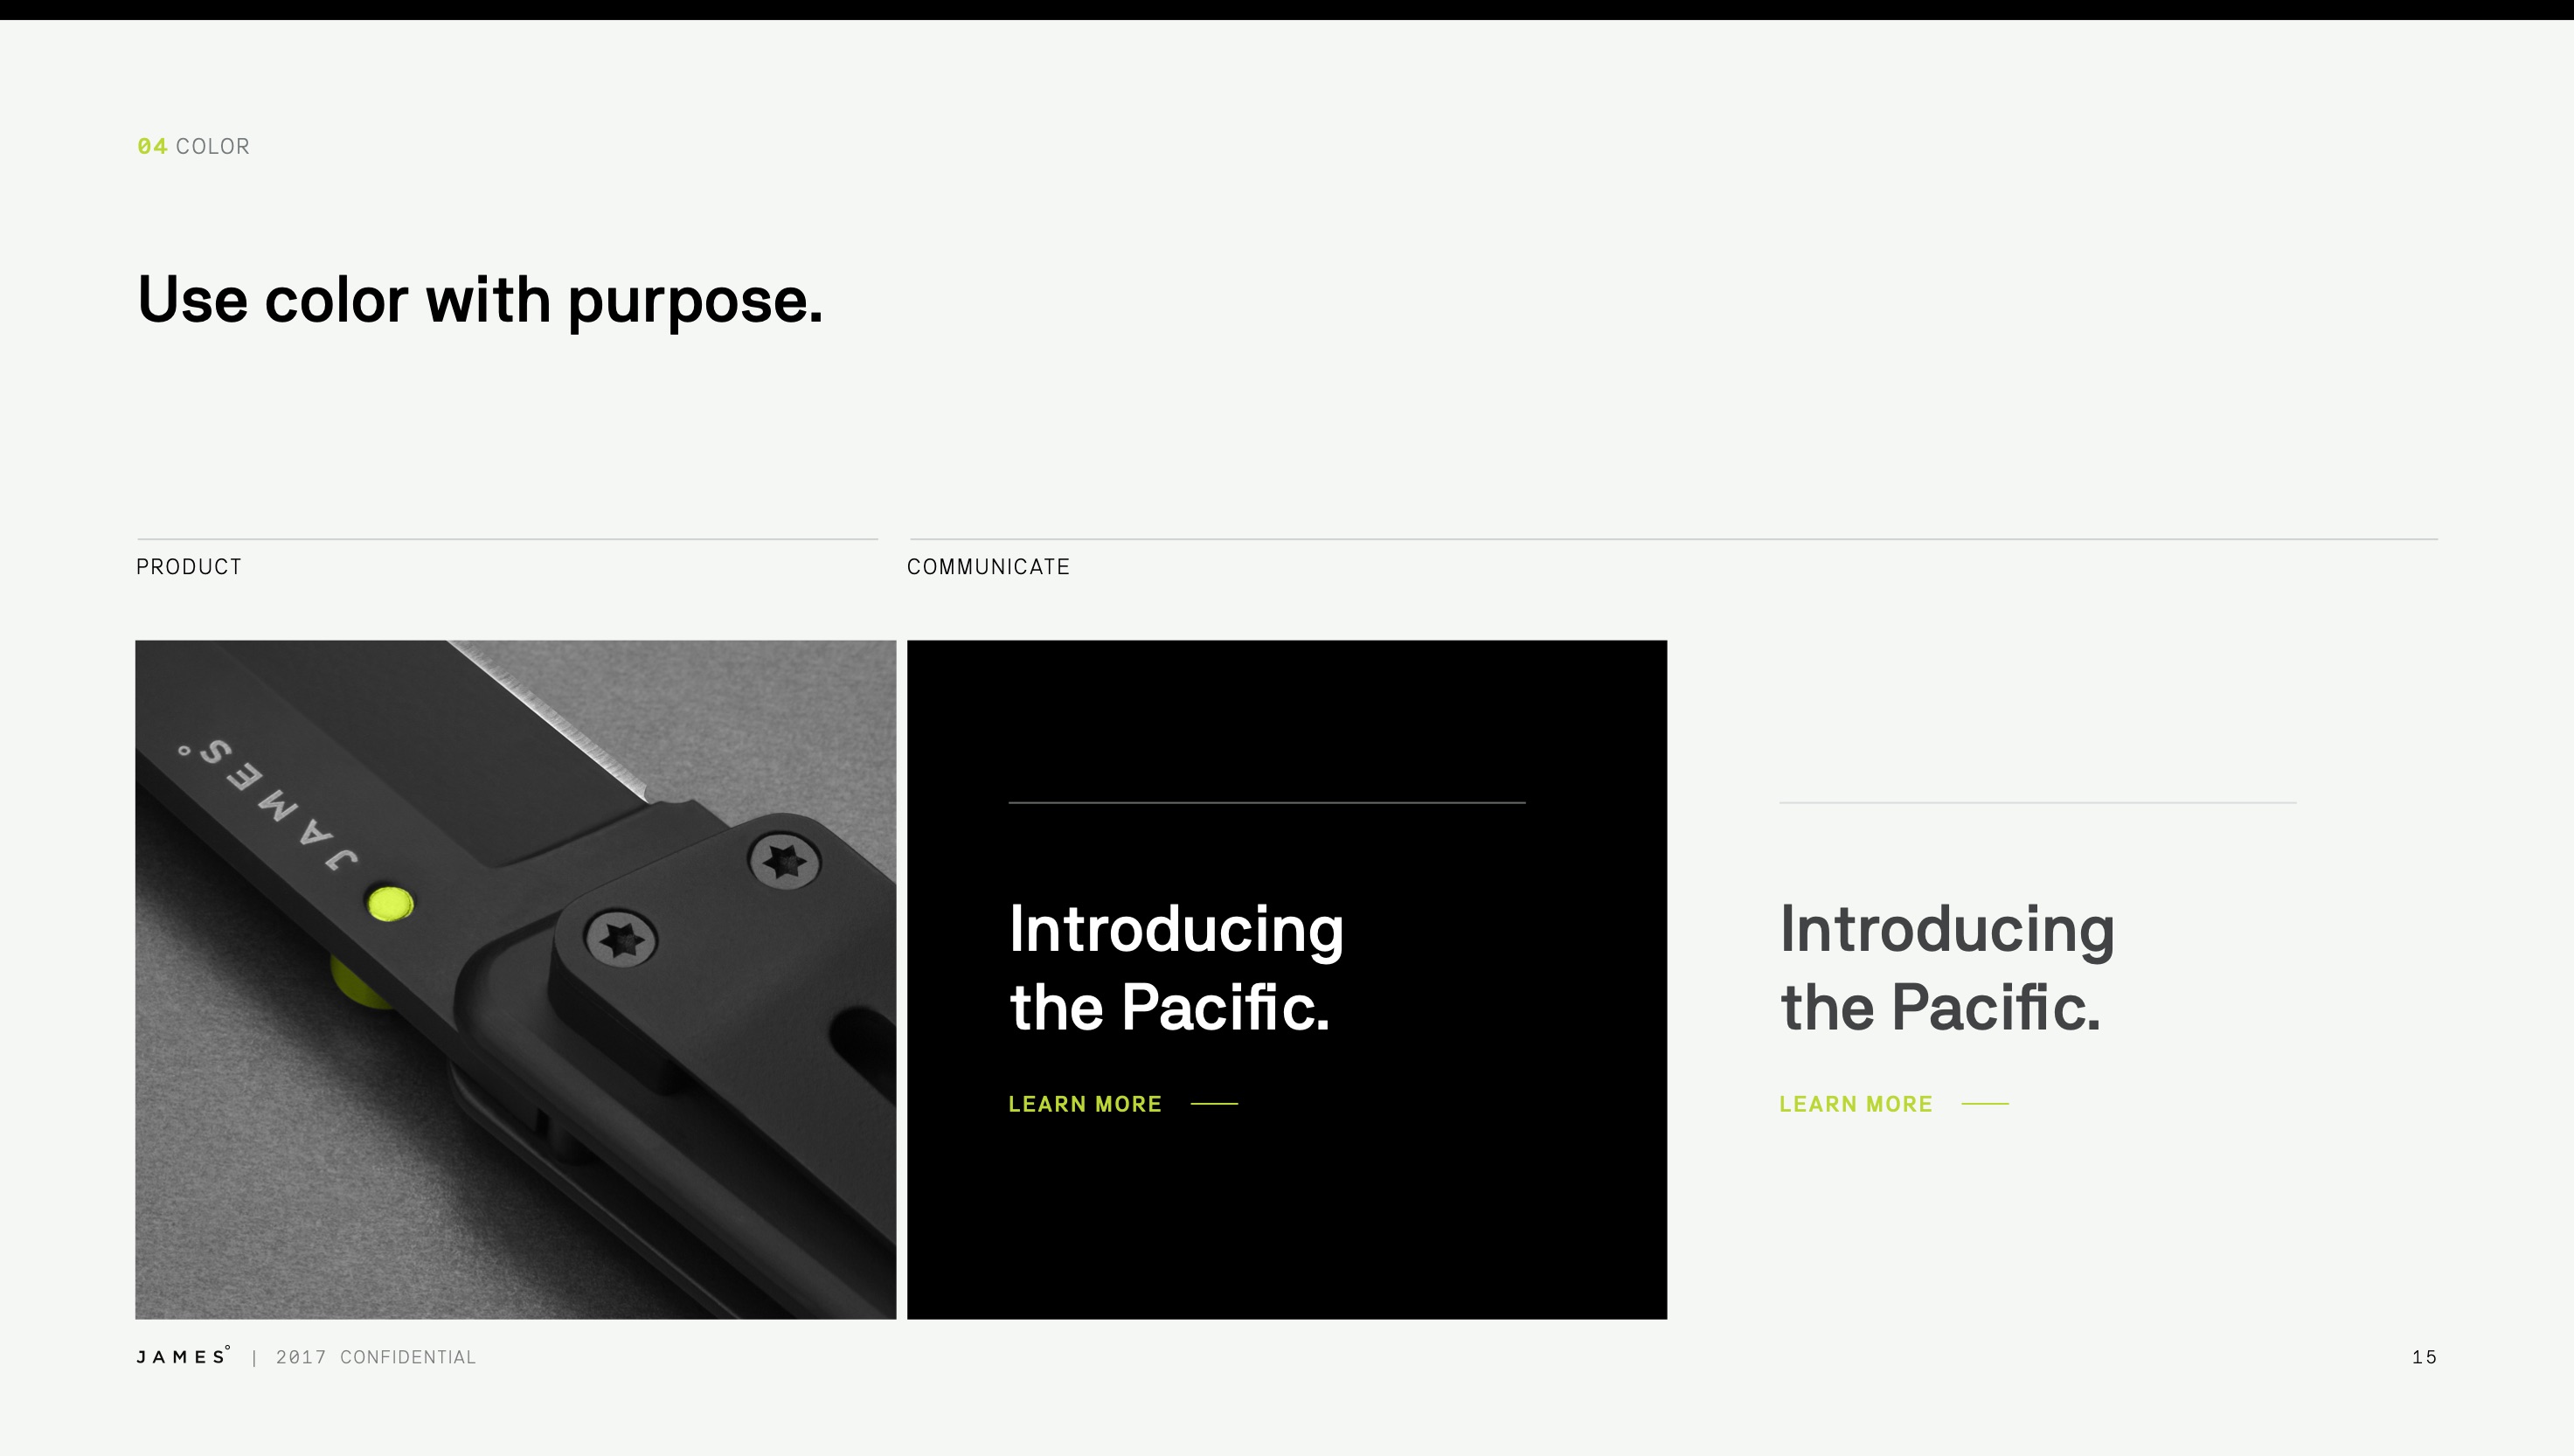 04 COLOR
Use color with purpose.
PRODUCT
COMMUNICATE
JAMES°
Introducing
the Pacific.
LEARN MORE
Introducing
the Pacific.
LEARN MORE
JAMES° | 2017 CONFIDENTIAL
15